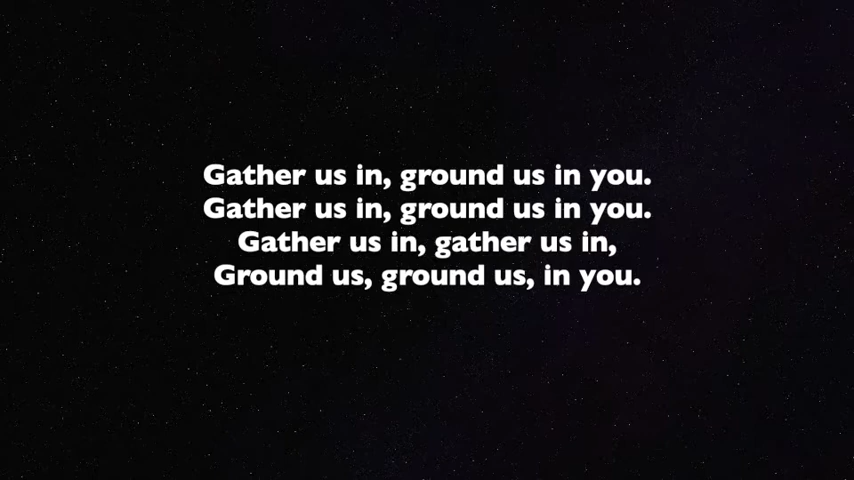 Gather us in, ground us in you.
Gather us in, ground us in you.
Gather us in, gather us in,
Ground us, ground us, in you.